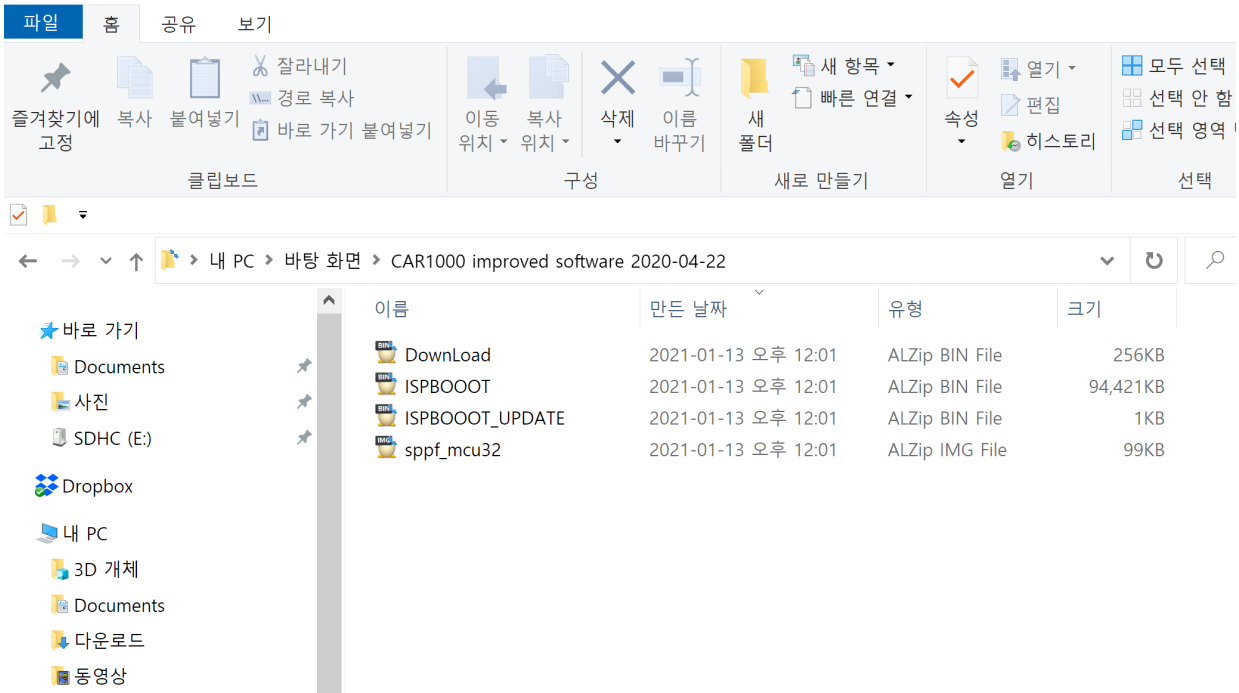 파일 홈 공유 보기
즐겨찾기에
고정
복사
붙여넣기
잘라내기
경로 복사
바로 가기 붙여넣기
클립보드
이동
위치
복사
위치
삭제
이름
바꾸기
구성
새
폴더
새 항목
빠른 연결
새로 만들기
속성
열기
편집
히스토리
열기
모두 선택
선택 안 함
선택 영역
선택
내 PC > 바탕 화면 > CAR1000 improved software 2020-04-22
바로 가기
Documents
사진
SDHC (E:)
Dropbox
내 PC
3D 개체
Documents
다운로드
동영상
이름 만든 날짜 유형 크기
DownLoad 2021-01-13 오후 12:01 ALZip BIN File 256KB
ISPBOOOT 2021-01-13 오후 12:01 ALZip BIN File 94,421KB
ISPBOOOT_UPDATE 2021-01-13 오후 12:01 ALZip BIN File 1KB
sppf_mcu32 2021-01-13 오후 12:01 ALZip IMG File 99KB